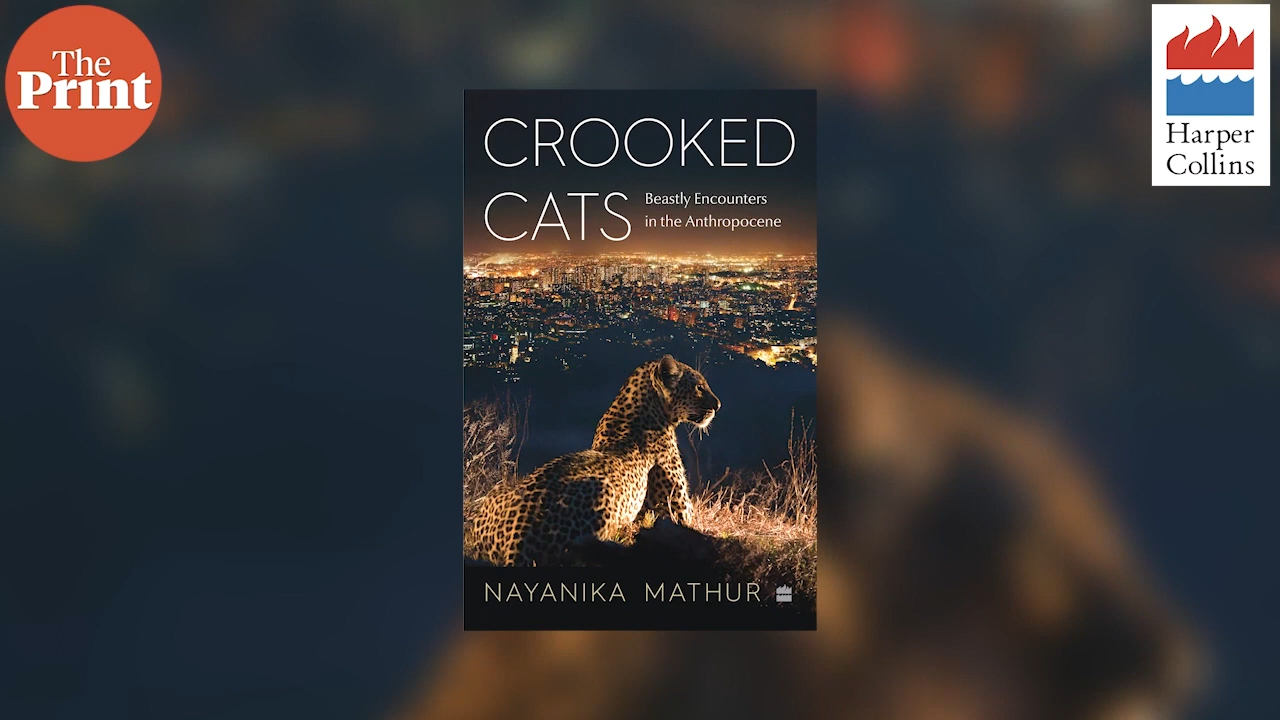 The
Print
Harper
Collins
CROOKED
CATS
Beastly Encounters
in the Anthropocene
NAYANIKA MATHUR